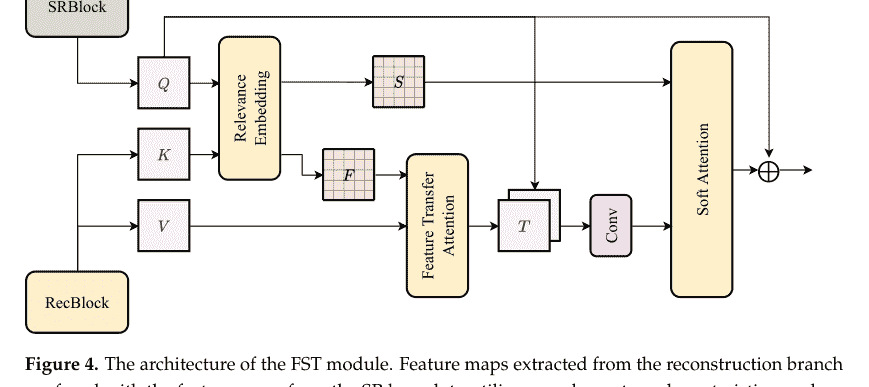 SRBlock
Q
Relevance
Embedding
S
K
F
V
Feature Transfer
Attention
T
Conv
Soft Attention
RecBlock
Figure 4. The architecture of the FST module. Feature maps extracted from the reconstruction branch